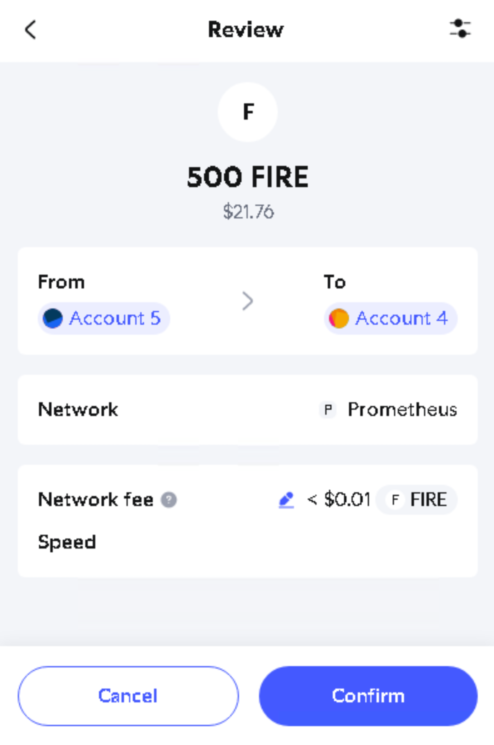 Review
F
500 FIRE
$21.76
From To
Account 5 Account 4
Network P Prometheus
Network fee ? < $0.01 F FIRE
Speed
Cancel Confirm